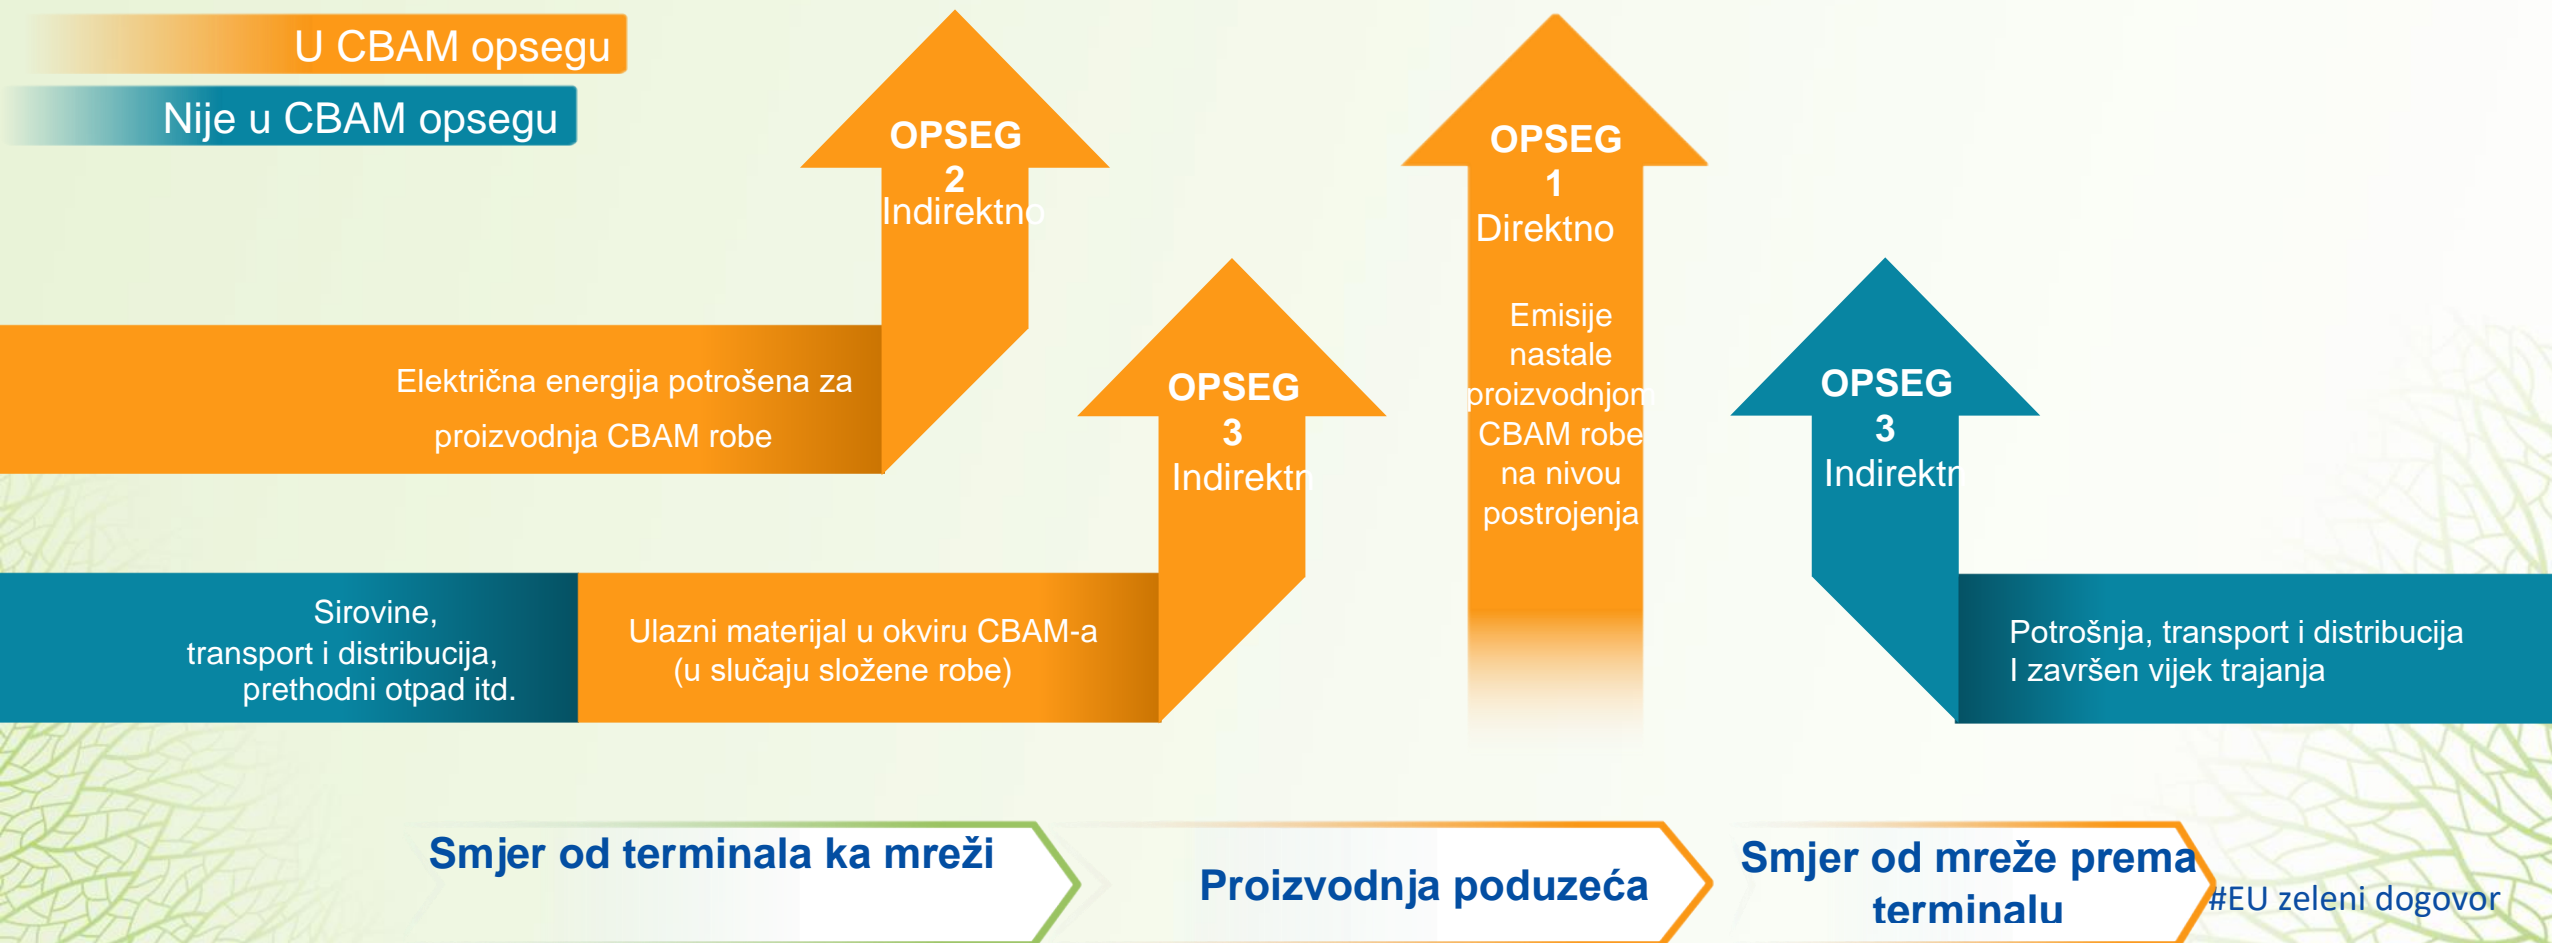 U CBAM opsegu
Nije u CBAM opsegu
OPSEG
2
Indirektno
OPSEG
1
Direktno
Emisije
nastale
proizvodnjom
CBAM robe
na nivou
postrojenja
Električna energija potrošena za
proizvodnja CBAM robe
OPSEG
3
Indirektn
OPSEG
3
Indirektn
Sirovine,
transport i distribucija,
prethodni otpad itd.
Ulazni materijal u okviru CBAM-a
(u slučaju složene robe)
Potrošnja, transport i distribucija
I završen vijek trajanja
Smjer od terminala ka mreži
Proizvodnja poduzeća
Smjer od mreže prema
terminalu
#EU zeleni dogovor